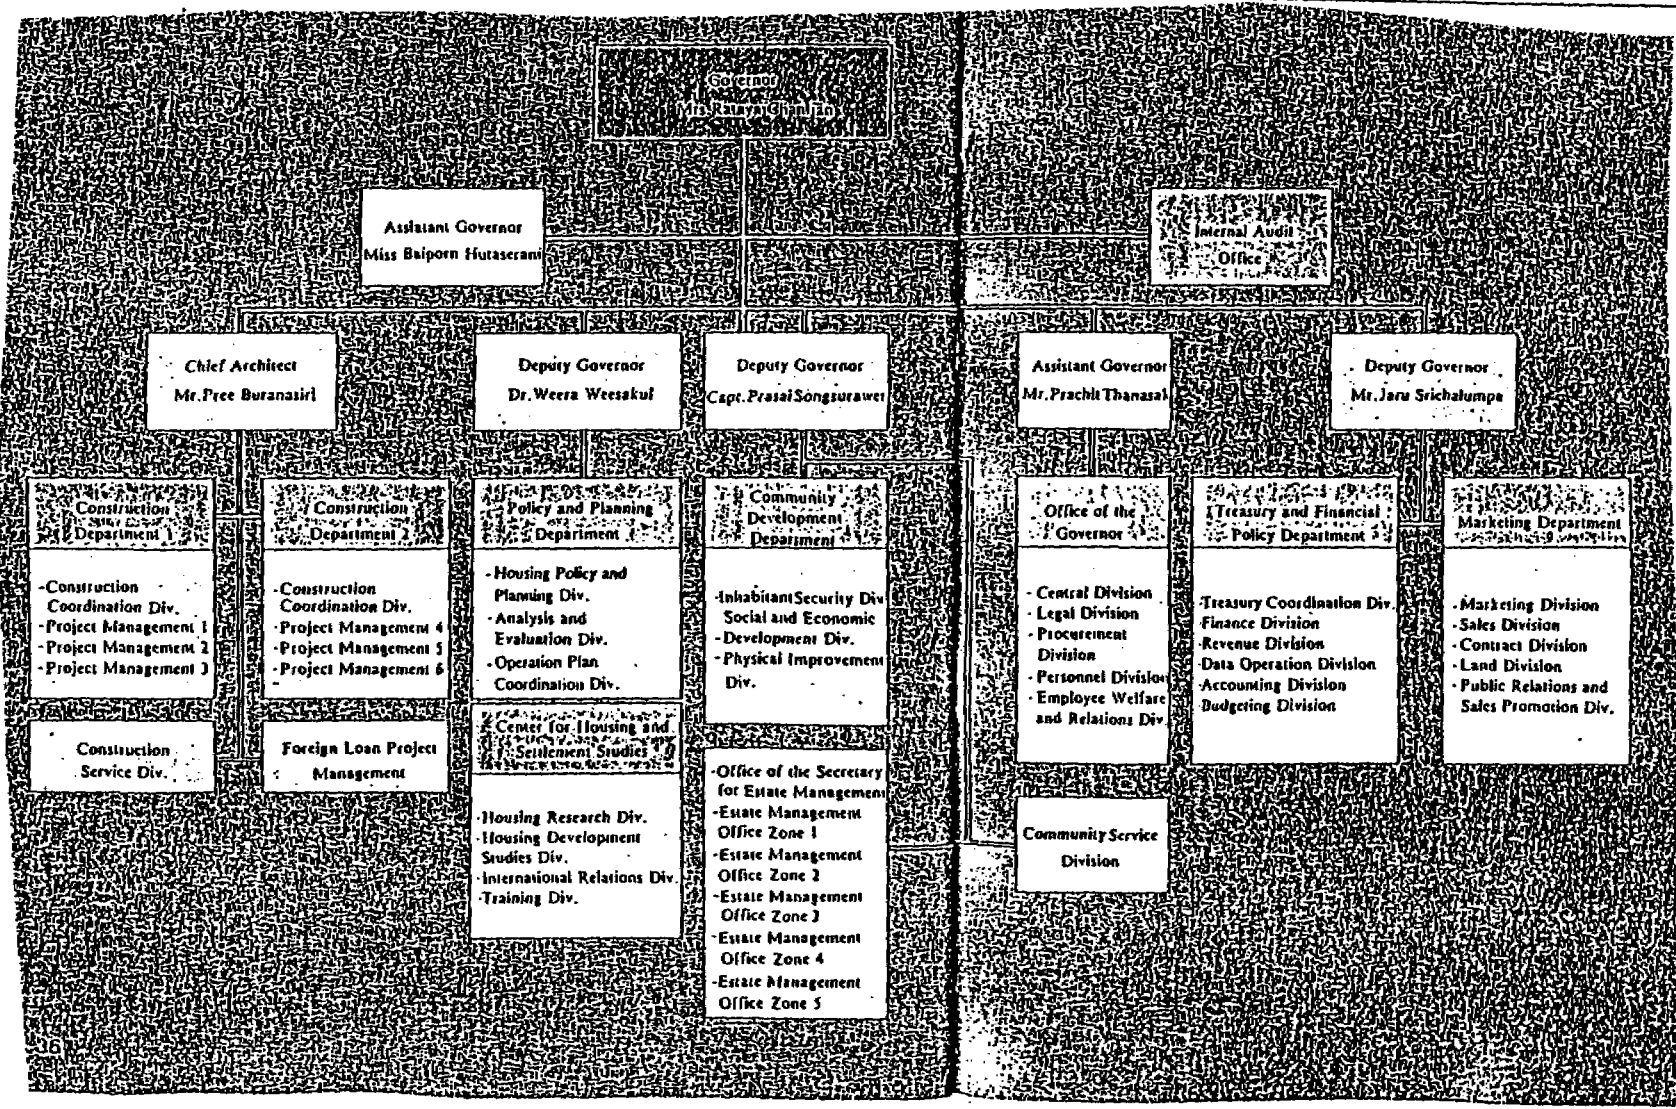 Governor
Mrs. Rataya Chantian
Assistant Governor
Miss Baiporn Hutaserani
Internal Audit
Office
Chief Architect
Mr. Pree Buranasiri
Deputy Governor
Dr. Weera Weesakul
Deputy Governor
Capt. Prasai Songsurawet
Assistant Governor
Mr. Prachit Thanasal
Deputy Governor
Mr. Jaru Srichalumpa
Construction
Department 1
-Construction
Coordination Div.
-Project Management 1
-Project Management 2
-Project Management 3
Construction
Service Div.
Construction
Department 2
-Construction
Coordination Div.
-Project Management 4
-Project Management 5
-Project Management 6
Foreign Loan Project
Management
Policy and Planning
Department
-Housing Policy and
Planning Div.
-Analysis and
Evaluation Div.
-Operation Plan
Coordination Div.
Center for Housing and
Settlement Studies
-Housing Research Div.
-Housing Development
Studies Div.
-International Relations Div.
-Training Div.
Community
Development
Department
-Inhabitant Security Div
Social and Economic
-Development Div.
-Physical Improvement
Div.
-Office of the Secretary
for Estate Management
-Estate Management
Office Zone 1
-Estate Management
Office Zone 2
-Estate Management
Office Zone 3
-Estate Management
Office Zone 4
-Estate Management
Office Zone 5
Office of the
Governor
- Central Division
- Legal Division
- Procurement
Division
- Personnel Division
- Employee Welfare
and Relations Div.
Community Service
Division
Treasury and Financial
Policy Department
-Treasury Coordination Div.
-Finance Division
-Revenue Division
-Data Operation Division
-Accounting Division
-Budgeting Division
Marketing Department
- Marketing Division
- Sales Division
- Contract Division
- Land Division
- Public Relations and
Sales Promotion Div.
36